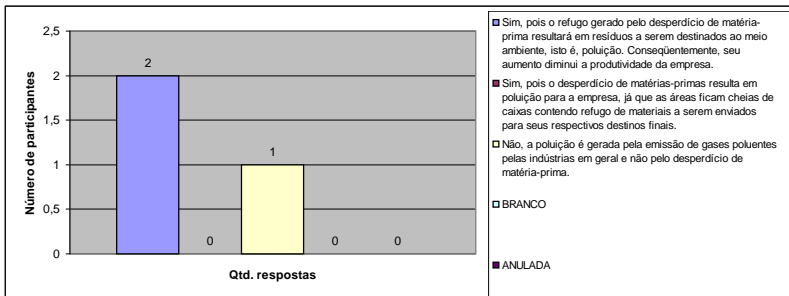 Número de participantes
2,5
2
1,5
1
0,5
0
2
0
1
0
0
Qtd. respostas
Sim, pois o refugo gerado pelo desperdício de matéria-
prima resultará em resíduos a serem destinados ao meio
ambiente, isto é, poluição. Conseqüentemente, seu
aumento diminui a produtividade da empresa.
Sim, pois o desperdício de matérias-primas resulta em
poluição para a empresa, já que as áreas ficam cheias de
caixas contendo refugo de materiais a serem enviados
para seus respectivos destinos finais.
Não, a poluição é gerada pela emissão de gases poluentes
pelas indústrias em geral e não pelo desperdício de
matéria-prima.
BRANCO
ANULADA